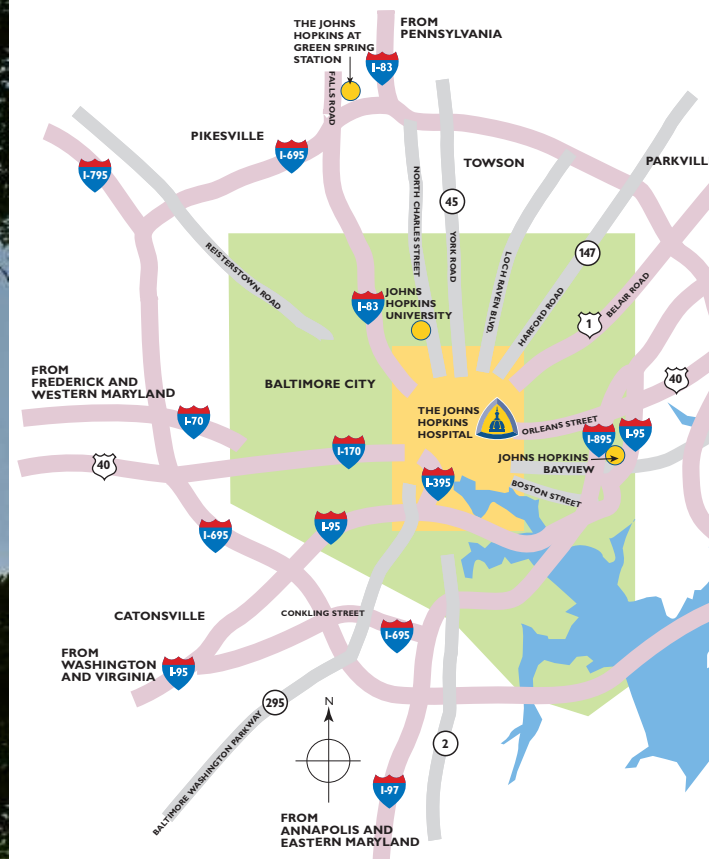 THE JOHNS
HOPKINS AT
GREEN SPRING
STATION
FROM
PENNSYLVANIA
I-83
FALLS ROAD
PIKESVILLE
I-695
I-795
TOWSON
PARKVILL
NORTH CHARLES STREET
45
YORK ROAD
LOCH RAVEN BLVD.
147
HARFORD ROAD
BELAIR ROAD
1
REISTERSTOWN ROAD
I-83
JOHNS
HOPKINS
UNIVERSITY
FROM
FREDERICK AND
WESTERN MARYLAND
BALTIMORE CITY
40
I-70
THE JOHNS
HOPKINS
HOSPITAL
ORLEANS STREET
I-895
I-95
I-170
JOHNS HOPKINS
BAYVIEW
40
I-395
BOSTON STREET
I-695
I-95
CATONSVILLE
CONKLING STREET
I-695
FROM
WASHINGTON
AND VIRGINIA
I-95
295
BALTIMORE WASHINGTON PARKWAY
N
2
I-97
FROM
ANNAPOLIS AND
EASTERN MARYLAND